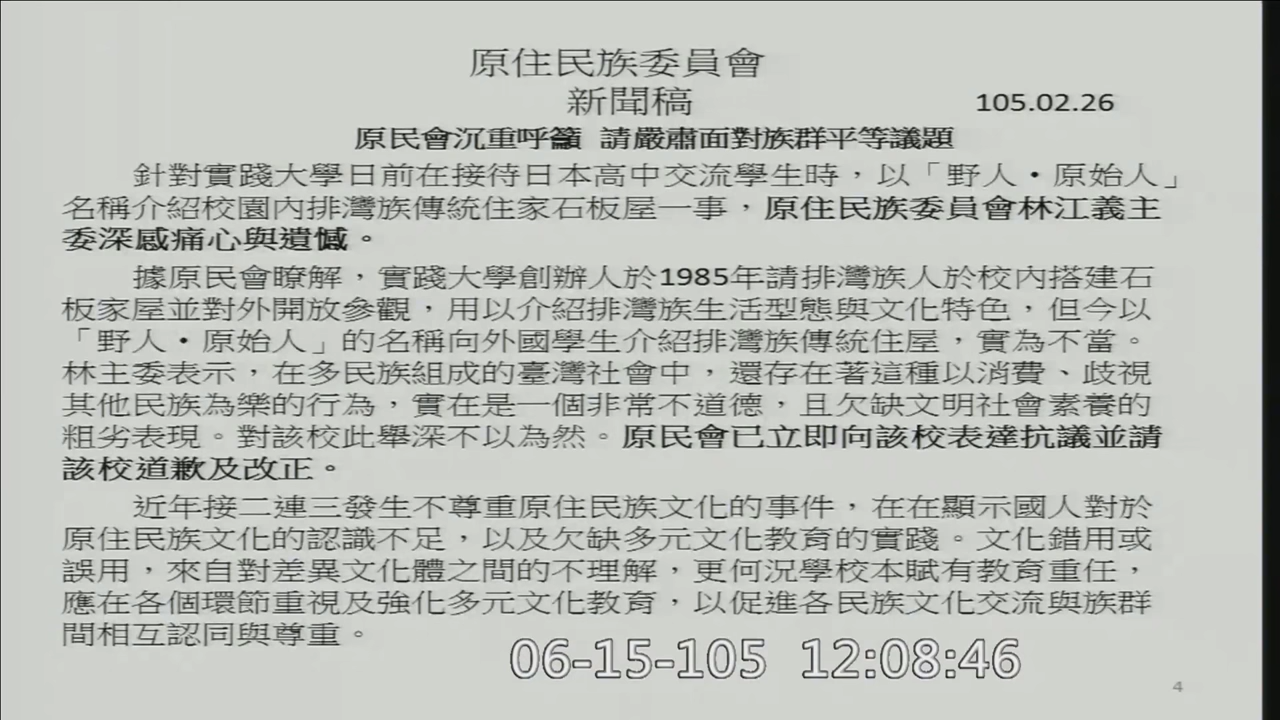 原住民族委員會
新聞稿
105.02.26
原民會沉重呼籲 請嚴肅面對族群平等議題
針對實踐大學日前在接待日本高中交流學生時，以「野人‧原始人」
名稱介紹校園內排灣族傳統住家石板屋一事，原住民族委員會林江義主
委深感痛心與遺憾。
據原民會瞭解，實踐大學創辦人於1985年請排灣族人於校內搭建石
板家屋並對外開放參觀，用以介紹排灣族生活型態與文化特色，但今以
「野人‧原始人」的名稱向外國學生介紹排灣族傳統住屋，實為不當。
林主委表示，在多民族組成的臺灣社會中，還存在著這種以消費、歧視
其他民族為樂的行為，實在是一個非常不道德，且欠缺文明社會素養的
粗劣表現。對該校此舉深不以為然。原民會已立即向該校表達抗議並請
該校道歉及改正。
近年接二連三發生不尊重原住民族文化的事件，在在顯示國人對於
原住民族文化的認識不足，以及欠缺多元文化教育的實踐。文化錯用或
誤用，來自對差異文化體之間的不理解，更何況學校本賦有教育重任，
應在各個環節重視及強化多元文化教育，以促進各民族文化交流與族群
間相互認同與尊重。
06-15-105 12:08:46
4